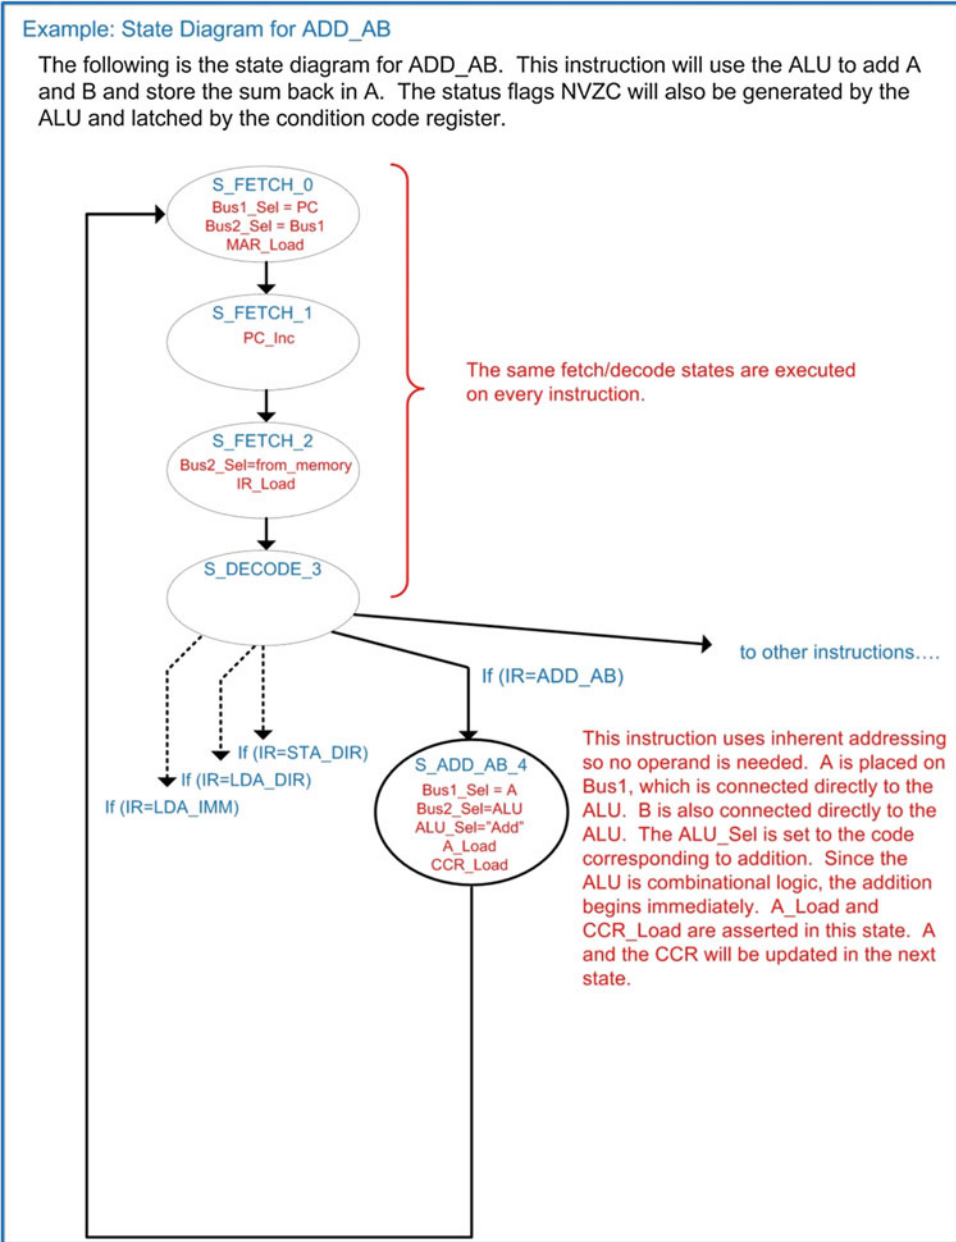 Example: State Diagram for ADD_AB
The following is the state diagram for ADD_AB. This instruction will use the ALU to add A
and B and store the sum back in A. The status flags NVZC will also be generated by the
ALU and latched by the condition code register.
S_FETCH_0
Bus1_Sel = PC
Bus2_Sel = Bus1
MAR_Load
S_FETCH_1
PC_Inc
The same fetch/decode states are executed
on every instruction.
S_FETCH_2
Bus2_Sel=from_memory
IR_Load
S_DECODE_3
to other instructions....
If (IR=ADD_AB)
If (IR=STA_DIR)
If (IR=LDA_DIR)
If (IR=LDA_IMM)
S_ADD_AB_4
Bus1_Sel = A
Bus2_Sel=ALU
ALU_Sel="Add"
A_Load
CCR_Load
This instruction uses inherent addressing
so no operand is needed. A is placed on
Bus1, which is connected directly to the
ALU. B is also connected directly to the
ALU. The ALU_Sel is set to the code
corresponding to addition. Since the
ALU is combinational logic, the addition
begins immediately. A_Load and
CCR_Load are asserted in this state. A
and the CCR will be updated in the next
state.